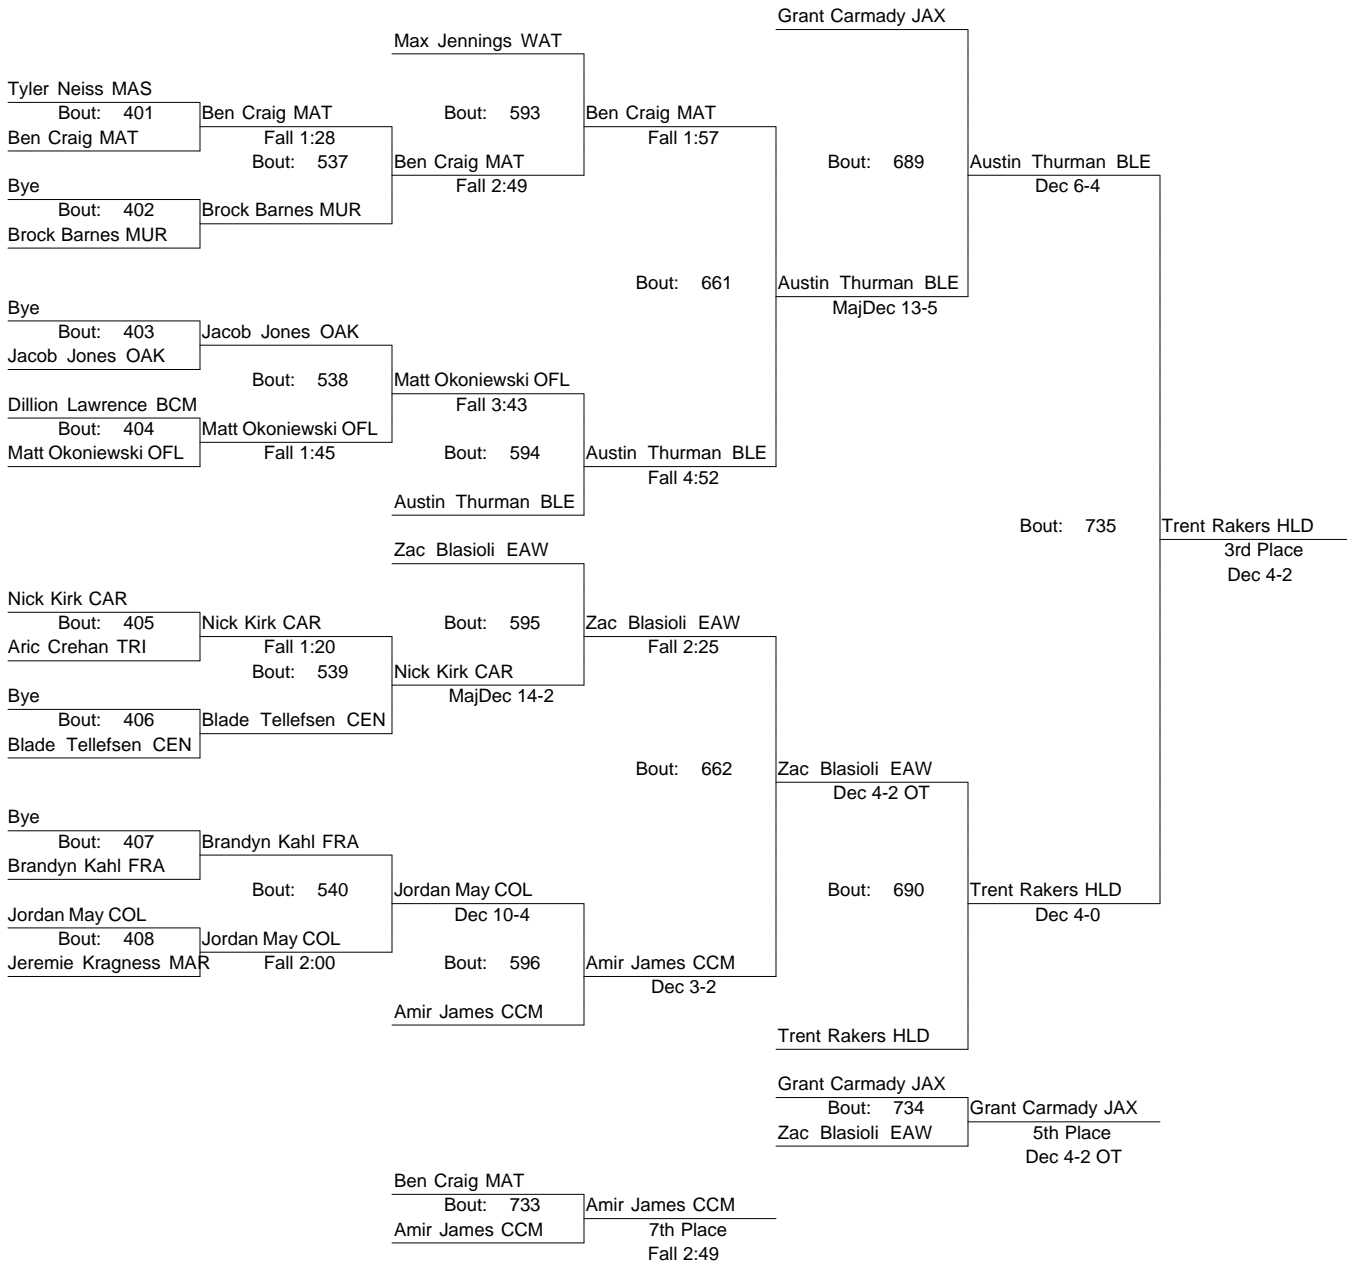 Grant Carmady JAX
Max Jennings WAT
Tyler Neiss MAS
Bout: 401
Ben Craig MAT
Ben Craig MAT
Fall 1:28
Bout: 537
Bout: 593
Ben Craig MAT
Fall 1:57
Bye
Bout: 402
Brock Barnes MUR
Brock Barnes MUR
Ben Craig MAT
Fall 2:49
Bout: 689
Austin Thurman BLE
Dec 6-4
Bout: 661
Austin Thurman BLE
MajDec 13-5
Bye
Bout: 403
Jacob Jones OAK
Jacob Jones OAK
Bout: 538
Matt Okoniewski OFL
Fall 3:43
Dillion Lawrence BCM
Bout: 404
Matt Okoniewski OFL
Matt Okoniewski OFL
Fall 1:45
Bout: 594
Austin Thurman BLE
Fall 4:52
Austin Thurman BLE
Bout: 735
Trent Rakers HLD
3rd Place
Dec 4-2
Zac Blasioli EAW
Nick Kirk CAR
Bout: 405
Aric Crehan TRI
Nick Kirk CAR
Fall 1:20
Bout: 539
Bout: 595
Zac Blasioli EAW
Fall 2:25
Nick Kirk CAR
MajDec 14-2
Bye
Bout: 406
Blade Tellefsen CEN
Blade Tellefsen CEN
Bout: 662
Zac Blasioli EAW
Dec 4-2 OT
Bye
Bout: 407
Brandyn Kahl FRA
Brandyn Kahl FRA
Bout: 540
Jordan May COL
Dec 10-4
Bout: 690
Trent Rakers HLD
Dec 4-0
Jordan May COL
Bout: 408
Jeremie Kragness MAR
Jordan May COL
Fall 2:00
Bout: 596
Amir James CCM
Dec 3-2
Amir James CCM
Trent Rakers HLD
Grant Carmady JAX
Bout: 734
Zac Blasioli EAW
Grant Carmady JAX
5th Place
Dec 4-2 OT
Ben Craig MAT
Bout: 733
Amir James CCM
Amir James CCM
7th Place
Fall 2:49